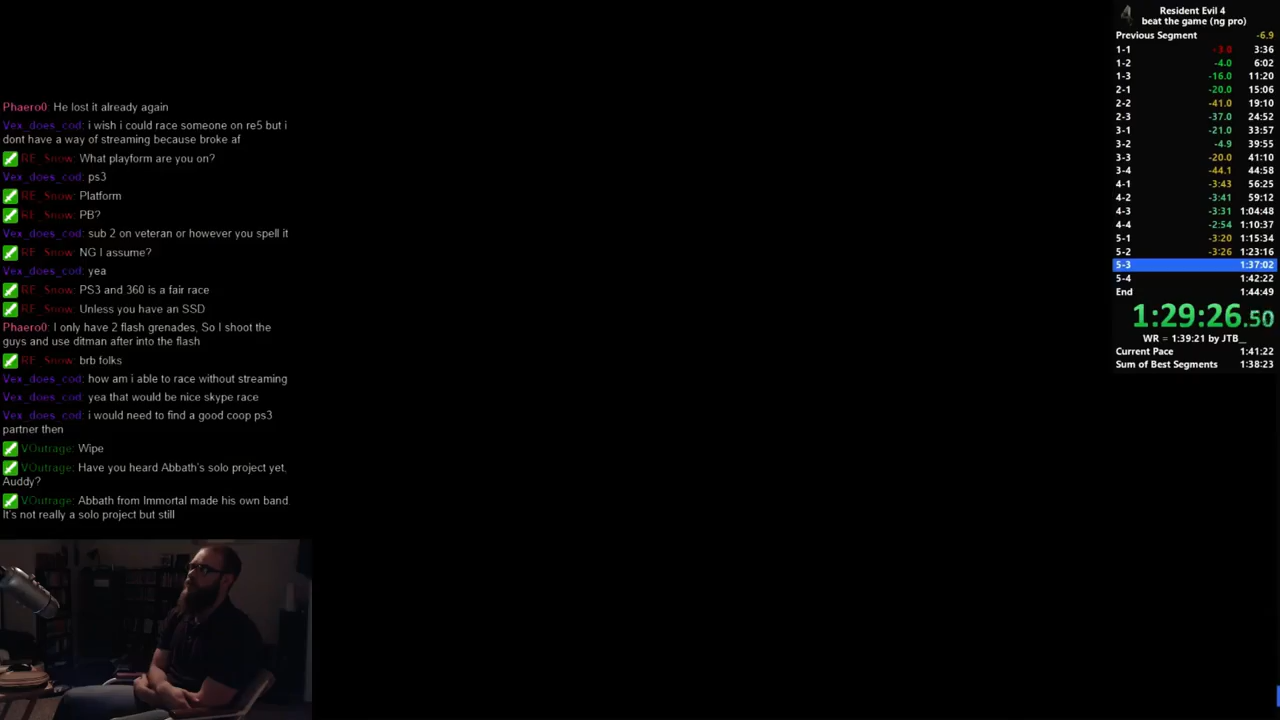 Phaero0: He lost it already again
Vex_does_cod: i wish i could race someone on re5 but i
dont have a way of streaming because broke af
RE_Snow: What playform are you on?
Vex_does_cod: ps3
RE_Snow: Platform
RE_Snow: PB?
Vex_does_cod: sub 2 on veteran or however you spell it
RE_Snow: NG I assume?
Vex_does_cod: yea
RE_Snow: PS3 and 360 is a fair race
RE_Snow: Unless you have an SSD
Phaero0: I only have 2 flash grenades, So I shoot the
guys and use ditman after into the flash
RE_Snow: brb folks
Vex_does_cod: how am i able to race without streaming
Vex_does_cod: yea that would be nice skype race
Vex_does_cod: i would need to find a good coop ps3
partner then
VOutrage: Wipe
VOutrage: Have you heard Abbath's solo project yet,
Auddy?
VOutrage: Abbath from Immortal made his own band.
It's not really a solo project but still
Resident Evil 4
beat the game (ng pro)
Previous Segment -6.9
1-1 -3.0 3:36
1-2 -4.0 6:02
1-3 -16.0 11:20
2-1 -20.0 15:06
2-2 -41.0 19:10
2-3 -37.0 24:52
3-1 -21.0 33:57
3-2 -4.9 39:55
3-3 -20.0 41:10
3-4 -44.1 44:58
4-1 -3:43 56:25
4-2 -3:41 59:12
4-3 -3:31 1:04:48
4-4 -2:54 1:10:37
5-1 -3:20 1:15:34
5-2 -3:26 1:23:16
5-3 1:37:02
5-4 1:42:22
End 1:44:49
1:29:26.50
WR = 1:39:21 by JTB_
Current Pace 1:41:22
Sum of Best Segments 1:38:23